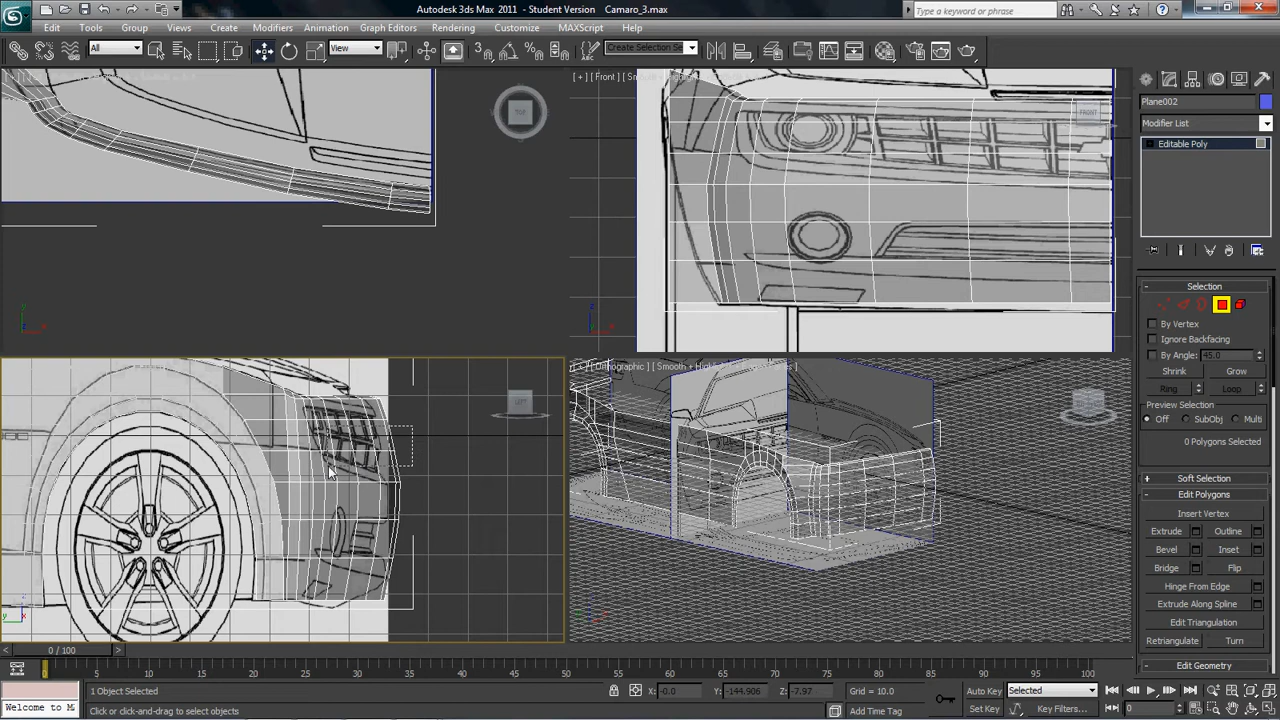 Autodesk 3ds Max 2011 - Student Version Camaro_3.max
Type a keyword or phrase
Edit Tools Group Views Create Modifiers Animation Graph Editors Rendering Customize MAXScript Help
All View Create Selection Se
[ + ] [ Front ] [ Smooth +
TOP
FRONT
Plane002
Modifier List
Editable Poly
Selection
By Vertex
Ignore Backfacing
By Angle: 45.0
Shrink Grow
Ring Loop
Preview Selection
Off SubObj Multi
0 Polygons Selected
Soft Selection
Edit Polygons
Insert Vertex
Extrude Outline
Bevel Inset
Bridge Flip
Hinge From Edge
Extrude Along Spline
Edit Triangulation
Retriangulate Turn
Edit Geometry
0 / 100
0 5 10 15 20 25 30 35 40 45 50 55 60 65 70 75 80 85 90 95 100
1 Object Selected X: -0.0 Y: -144.906 Z: -7.97 Grid = 10.0 Auto Key Selected
Welcome to M Click or click-and-drag to select objects Add Time Tag Set Key Key Filters... 0